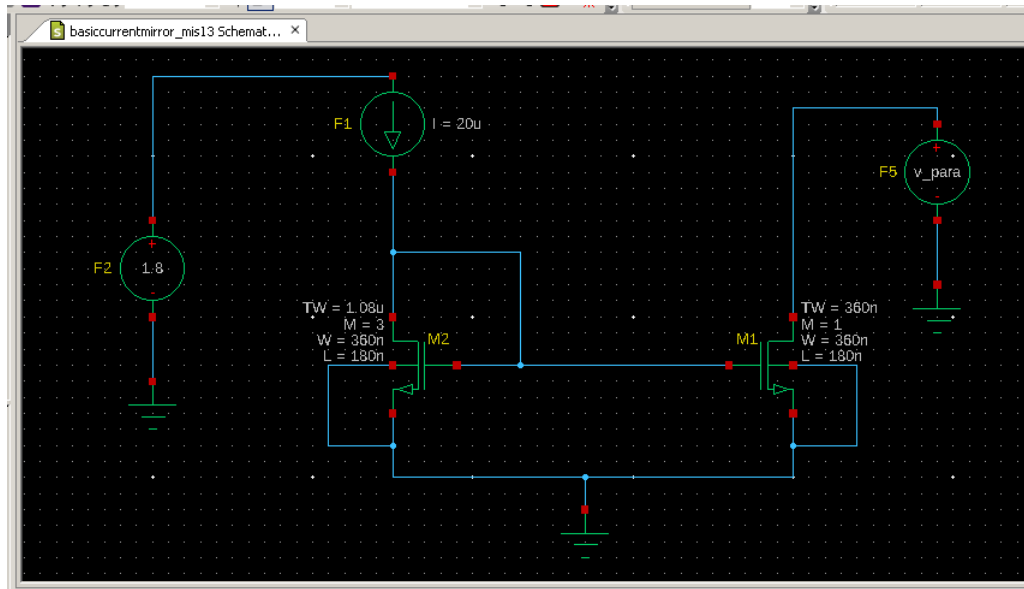 basiccurrentmirror_mis13 Schemat... ×
F1
I = 20u
F5
v_para
F2
1.8
TW = 1.08u
M = 3
W = 360n
L = 180n
M2
M1
TW = 360n
M = 1
W = 360n
L = 180n